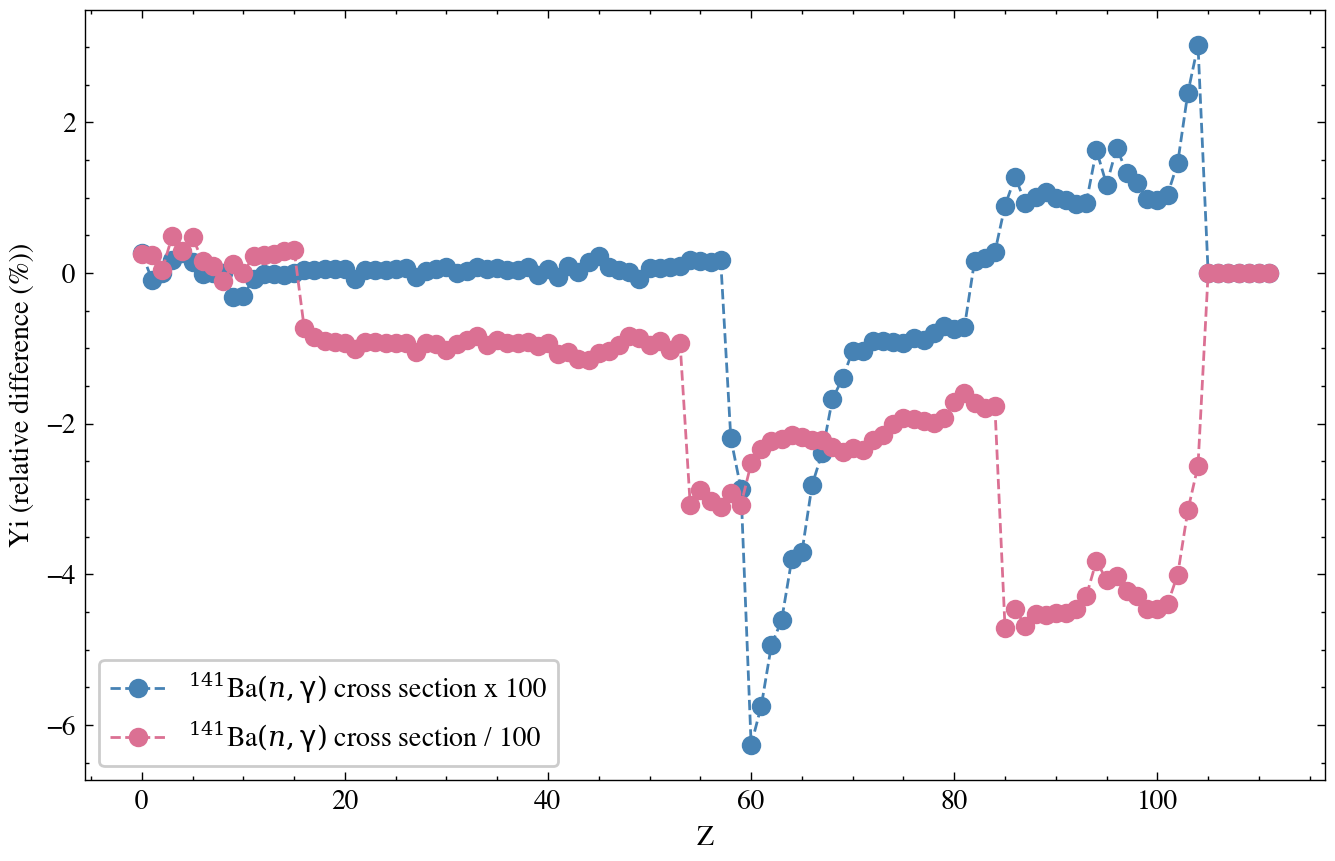 Yi (relative difference (%))
2
0
−2
−4
−6
¹⁴¹Ba(n, γ) cross section x 100
¹⁴¹Ba(n, γ) cross section / 100
0 20 40 60 80 100
Z